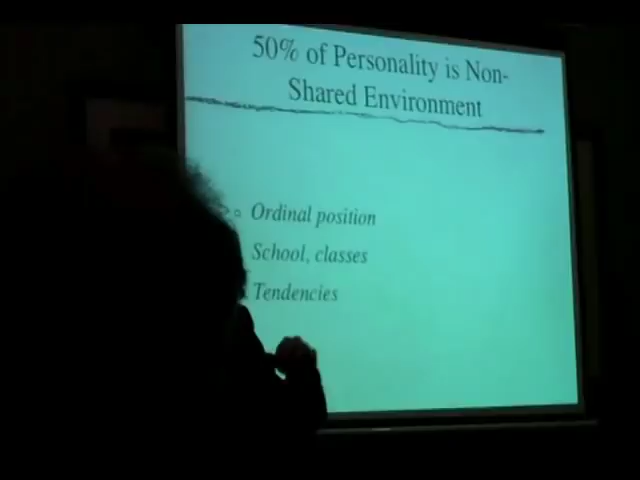 50% of Personality is Non-
Shared Environment
Ordinal position
School, classes
Tendencies